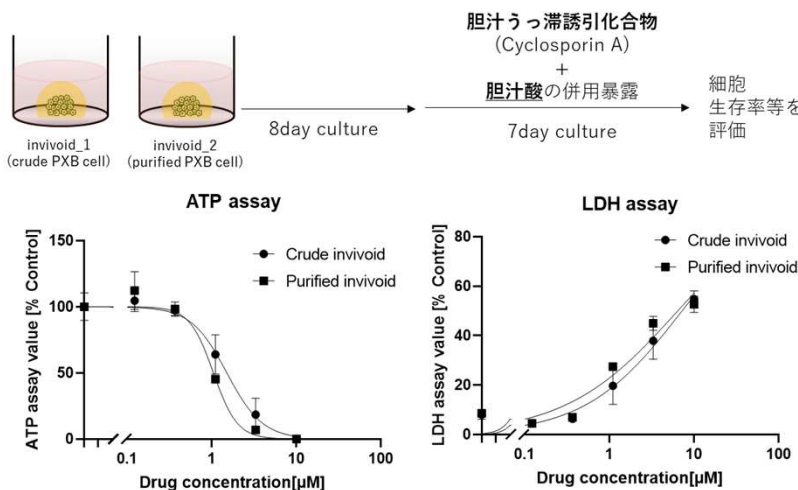 胆汁うっ滞誘引化合物
(Cyclosporin A)
+
胆汁酸の併用暴露
細胞
生存率等を
評価
8day culture
7day culture
invivoid_1
(crude PXB cell)
invivoid_2
(purified PXB cell)
ATP assay
ATP assay value [% Control]
150
100
50
0
0.1
1
10
100
Drug concentration[µM]
Crude invivoid
Purified invivoid
LDH assay
LDH assay value [% Control]
80
60
40
20
0
0.1
1
10
100
Drug concentration[µM]
Crude invivoid
Purified invivoid